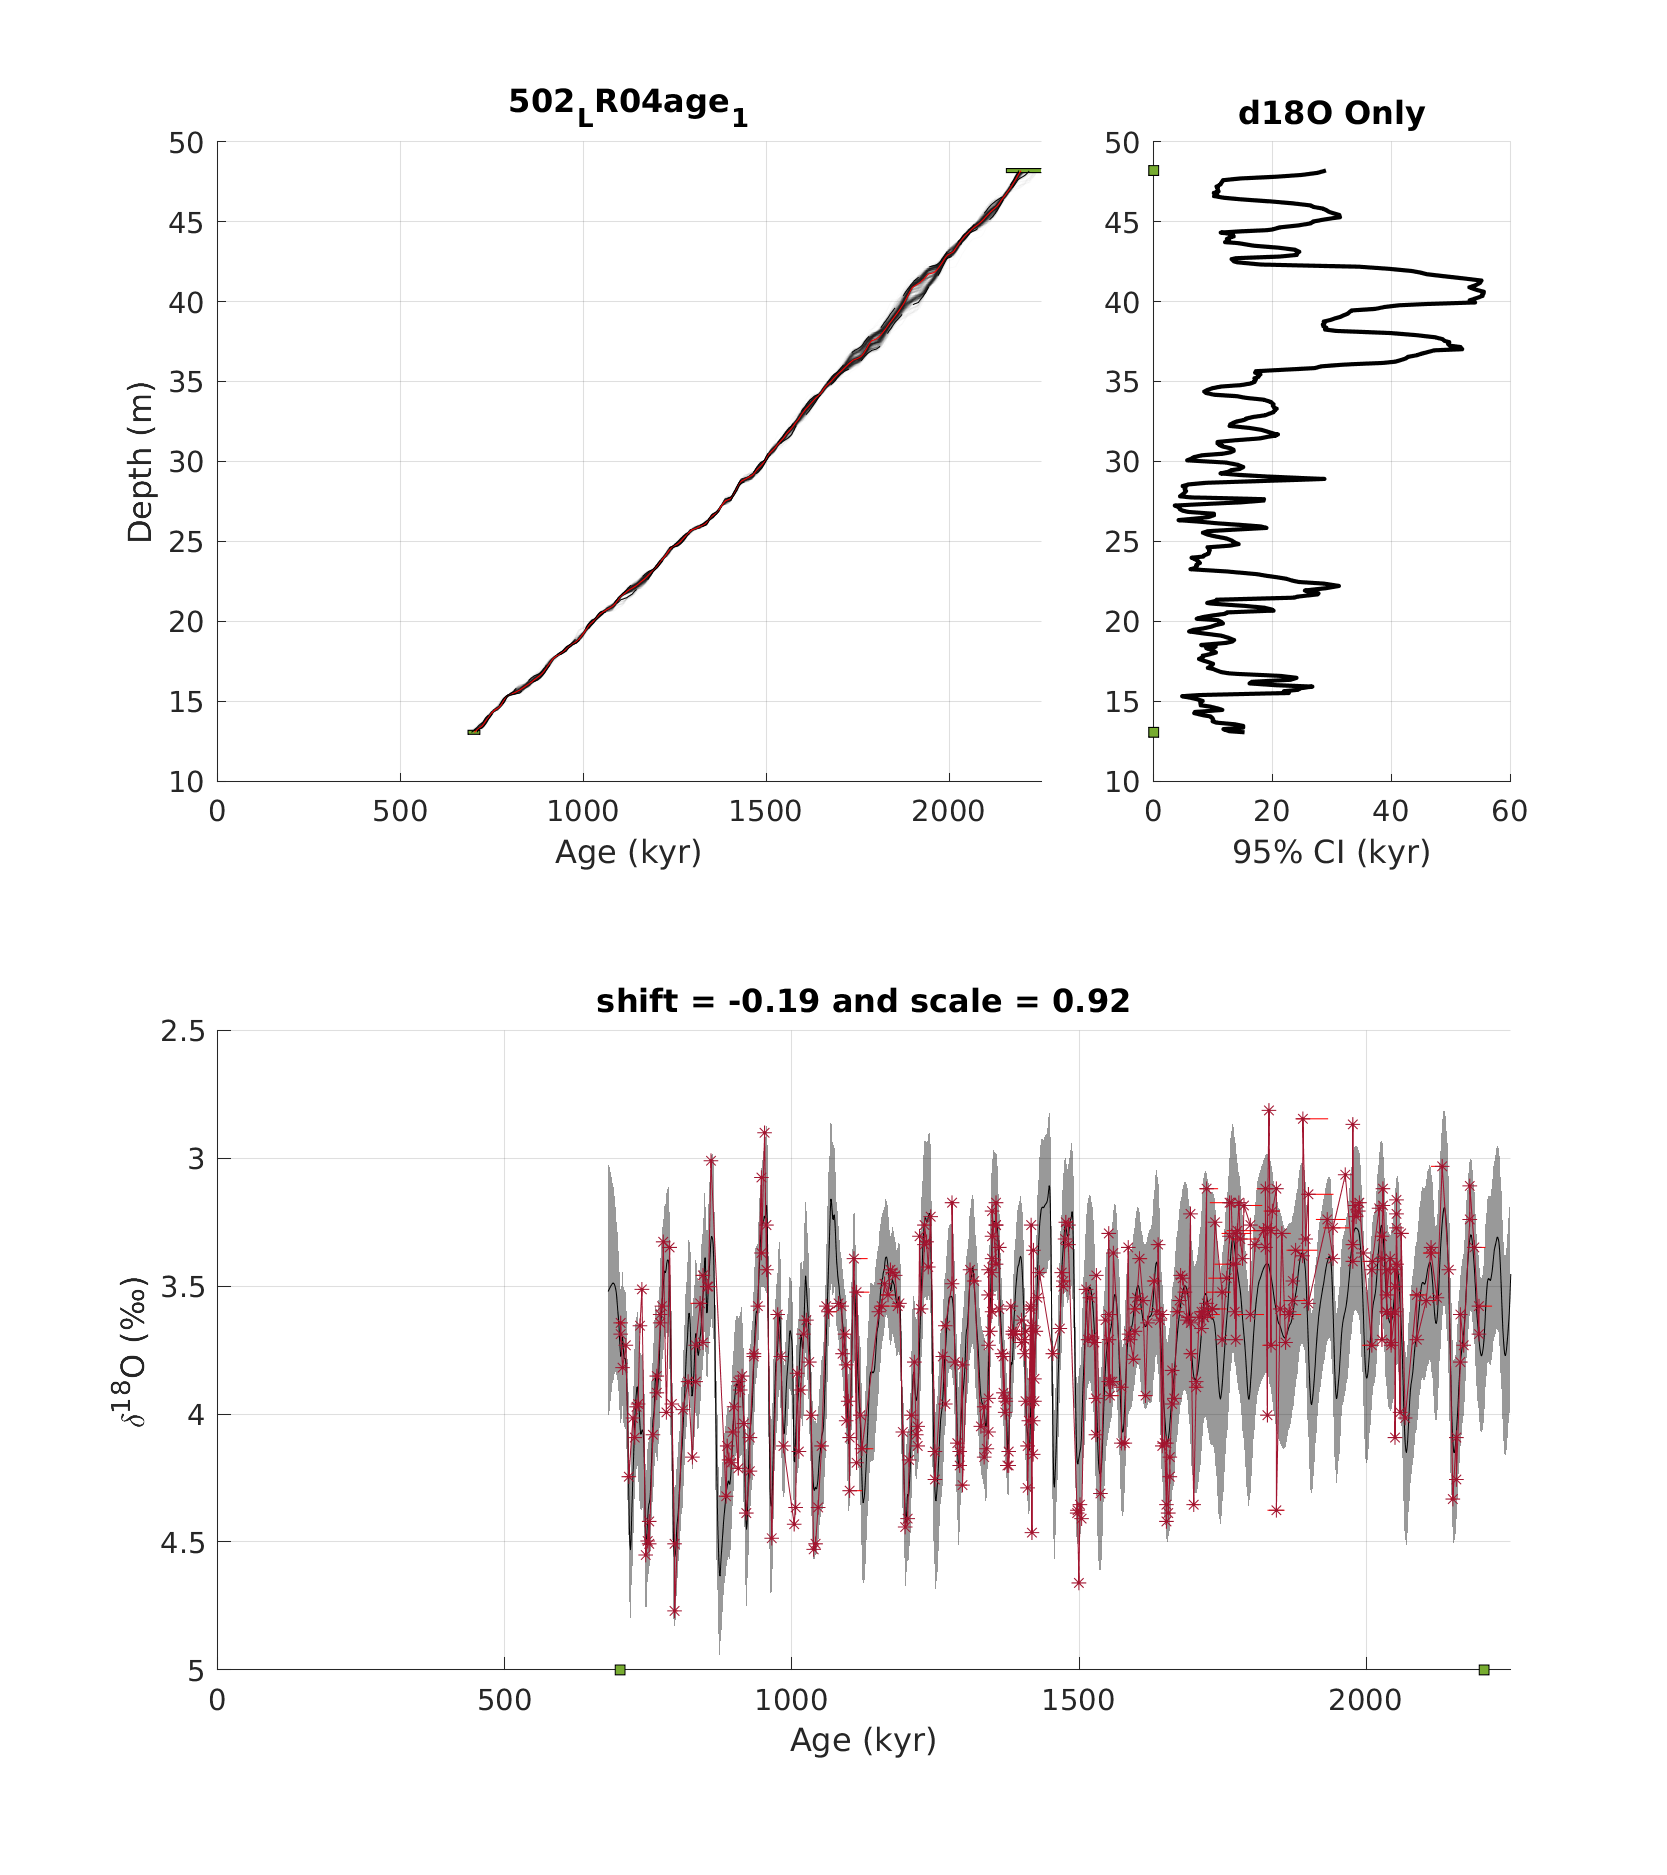 502_LR04age_1
d18O Only
50
45
40
35
30
25
20
15
10
Depth (m)
0 500 1000 1500 2000
Age (kyr)
50
45
40
35
30
25
20
15
10
0 20 40 60
95% CI (kyr)
shift = -0.19 and scale = 0.92
2.5
3
3.5
4
4.5
5
δ¹⁸O (‰)
0 500 1000 1500 2000
Age (kyr)